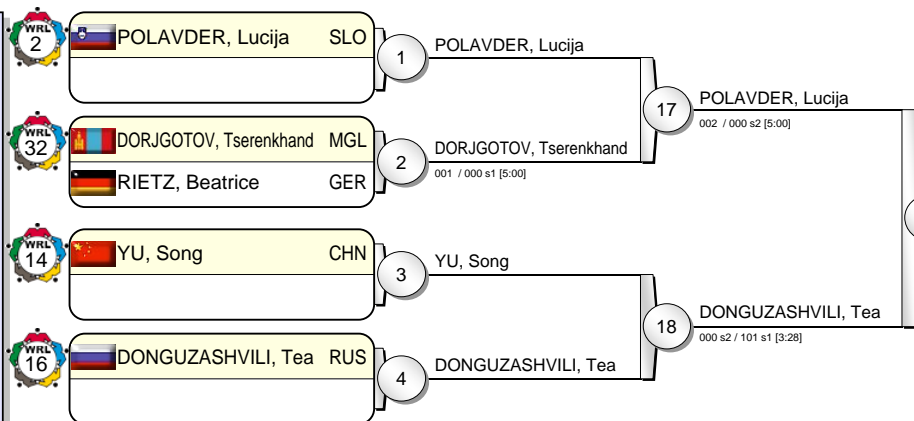 WRL 2
POLAVDER, Lucija SLO
1
POLAVDER, Lucija
WRL 32
DORJGOTOV, Tserenkhand MGL
RIETZ, Beatrice GER
2
DORJGOTOV, Tserenkhand
001 / 000 s1 [5:00]
17
POLAVDER, Lucija
002 / 000 s2 [5:00]
WRL 14
YU, Song CHN
3
YU, Song
WRL 16
DONGUZASHVILI, Tea RUS
4
DONGUZASHVILI, Tea
18
DONGUZASHVILI, Tea
000 s2 / 101 s1 [3:28]